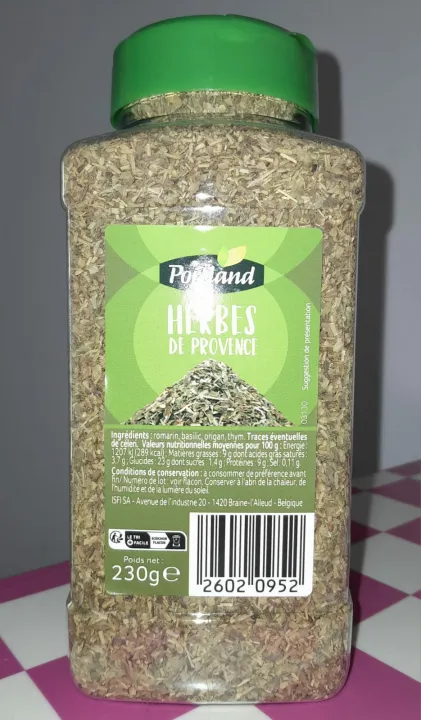 HERBES
DE PROVENCE
Suggestion de présentation
Ingrédients : romarin, basilic, origan, thym. Traces éventuelles
de céleri. Valeurs nutritionnelles moyennes pour 100 g : Énergie :
1207 kJ (289 kcal) ; Matières grasses : 9 g dont acides gras saturés :
3,7 g ; Glucides : 23 g dont sucres : 1,4 g ; Protéines : 9 g ; Sel : 0,11 g.
Conditions de conservation : à consommer de préférence avant
fin/ Numéro de lot : voir flacon. Conserver à l'abri de la chaleur, de
l'humidité et de la lumière du soleil.
ISFI SA - Avenue de l'industrie 20 - 1420 Braine-l'Alleud - Belgique
LE TRI
+ FACILE
Poids net :
230g e
2602 0952